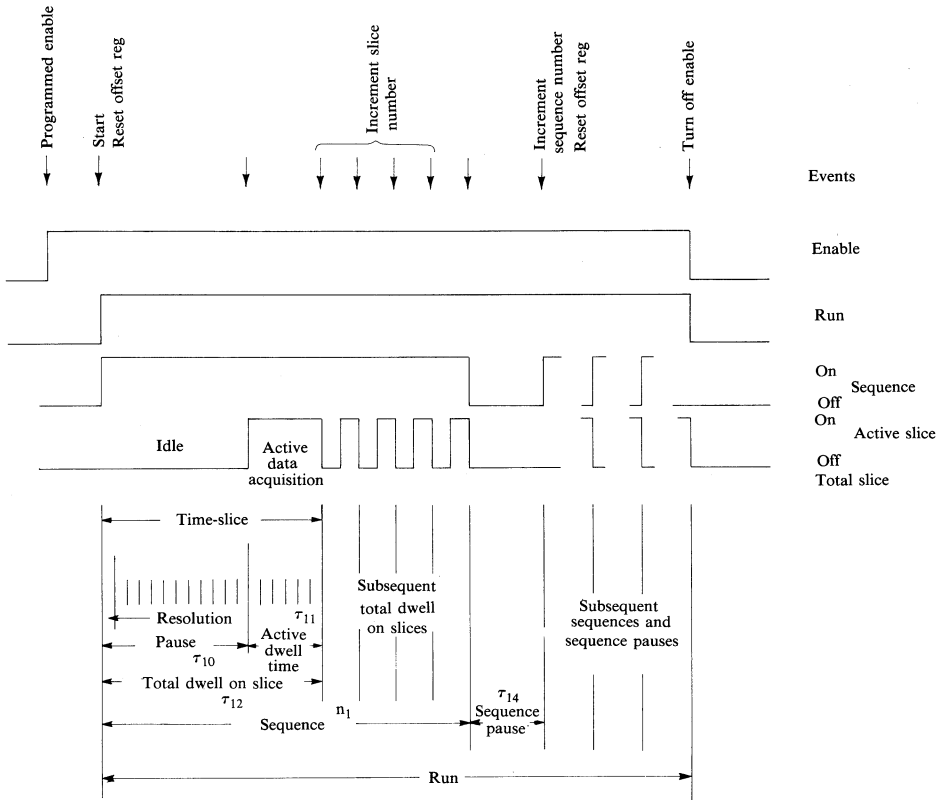 Programmed enable
Start
Reset offset reg
Increment slice
number
Increment
sequence number
Reset offset reg
Turn off enable
Events
Enable
Run
On
Sequence
Off
On
Active slice
Off
Total slice
Idle
Active
data
acquisition
Time-slice
Resolution
τ11
Pause
τ10
Active
dwell
time
Total dwell on slice
τ12
Subsequent
total dwell
on slices
Subsequent
sequences and
sequence pauses
n1
Sequence
τ14
Sequence
pause
Run